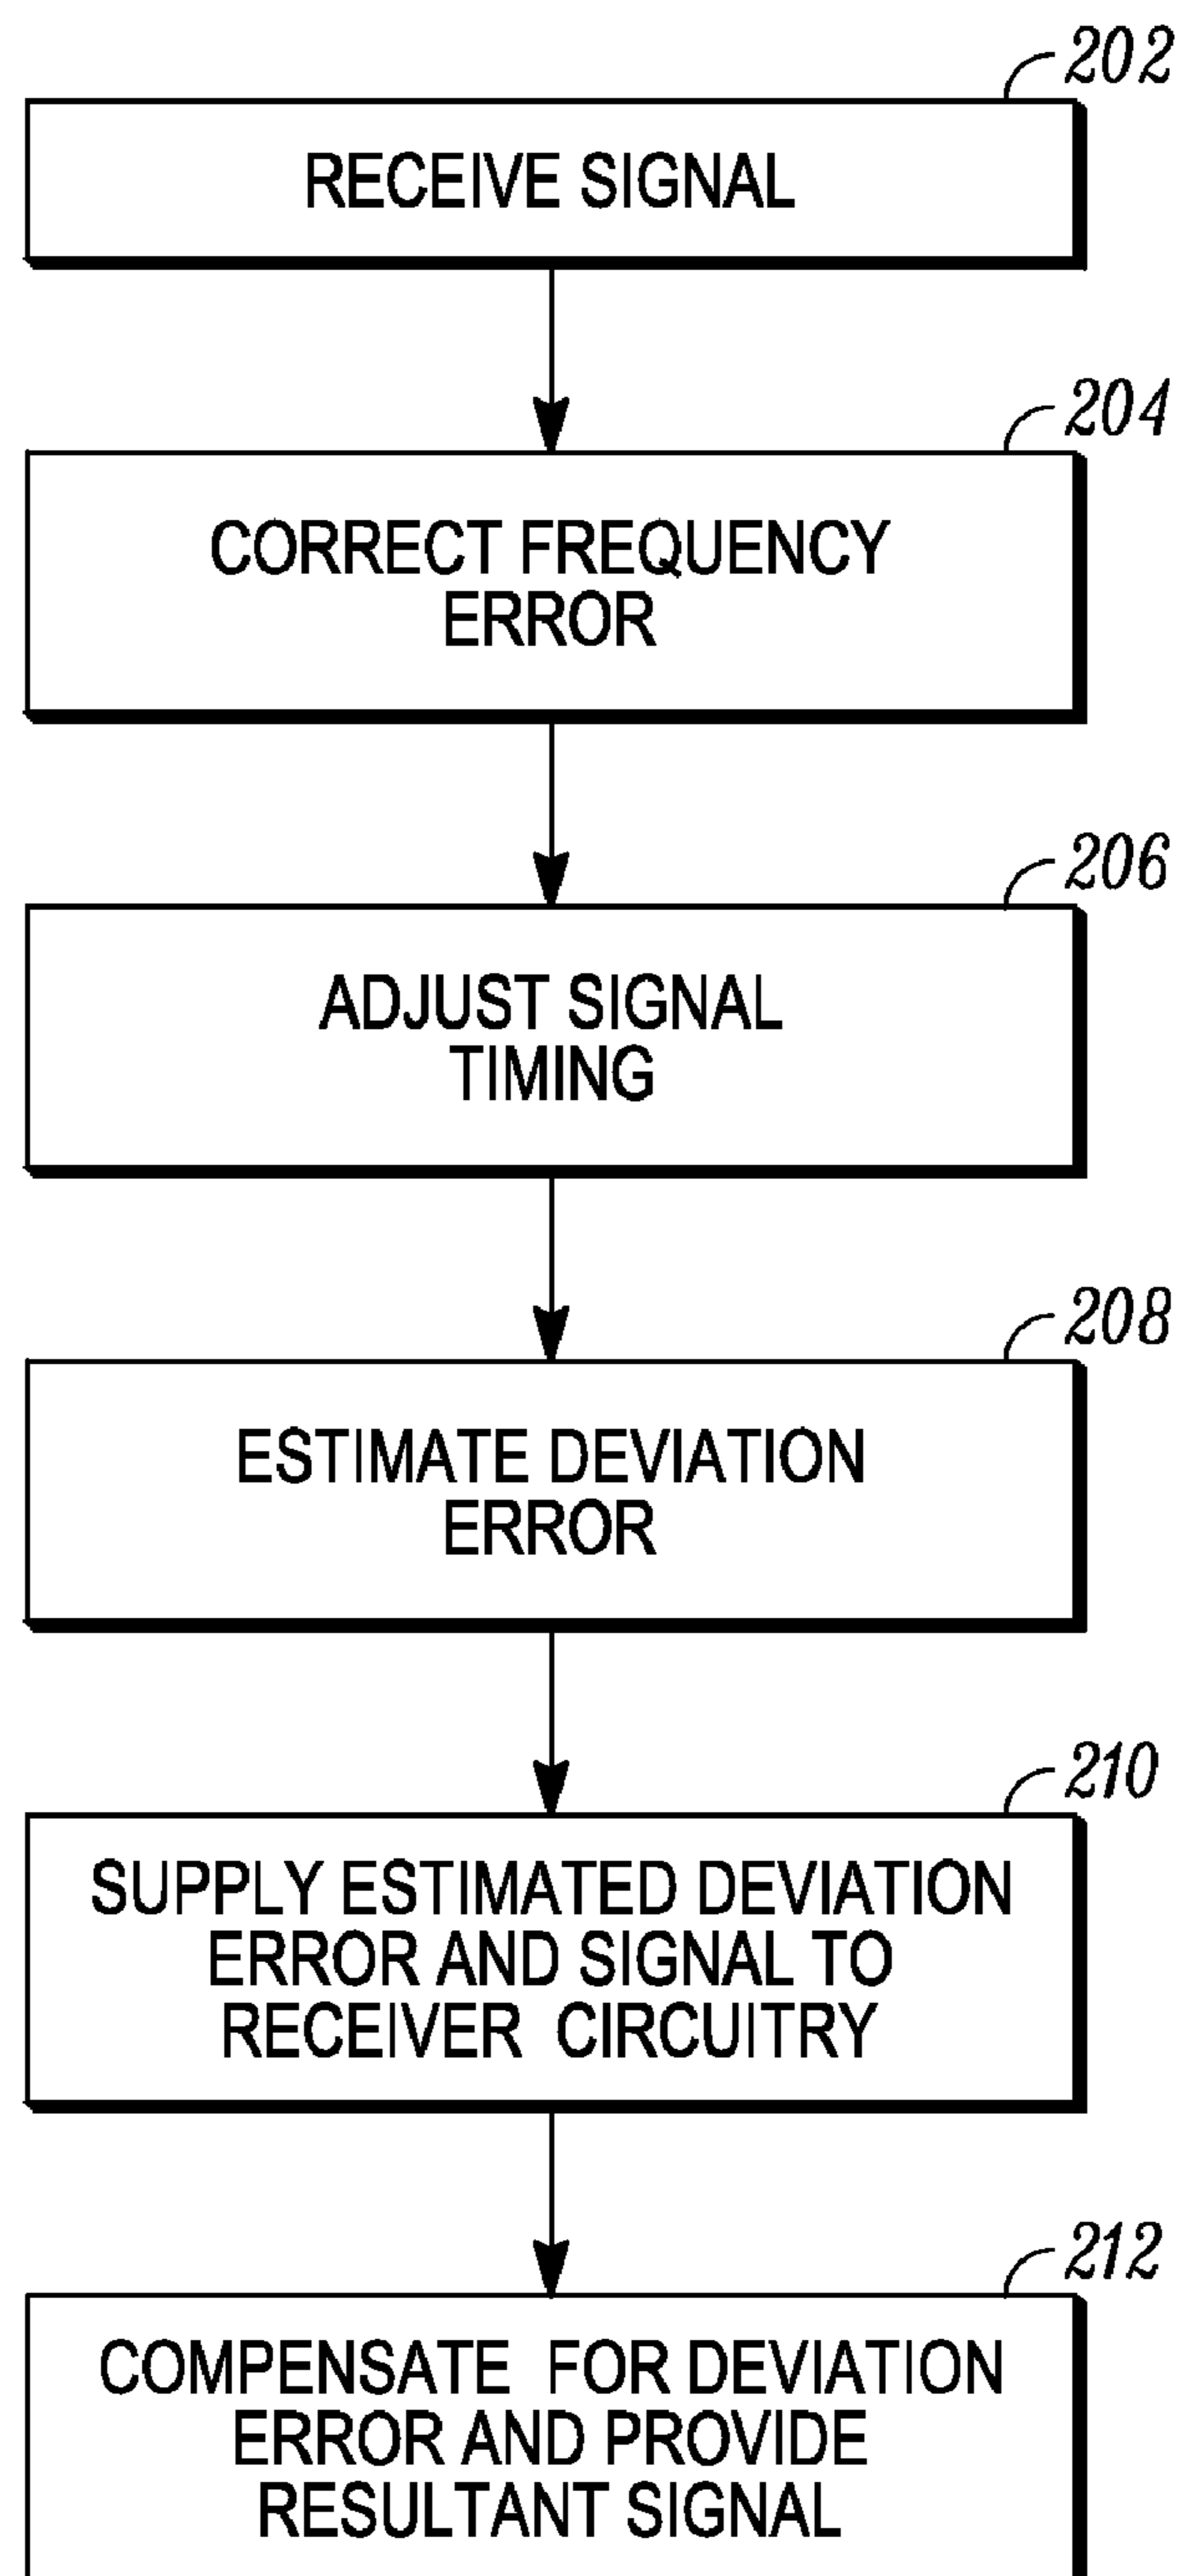 202
RECEIVE SIGNAL
204
CORRECT FREQUENCY
ERROR
206
ADJUST SIGNAL
TIMING
208
ESTIMATE DEVIATION
ERROR
210
SUPPLY ESTIMATED DEVIATION
ERROR AND SIGNAL TO
RECEIVER CIRCUITRY
212
COMPENSATE FOR DEVIATION
ERROR AND PROVIDE
RESULTANT SIGNAL